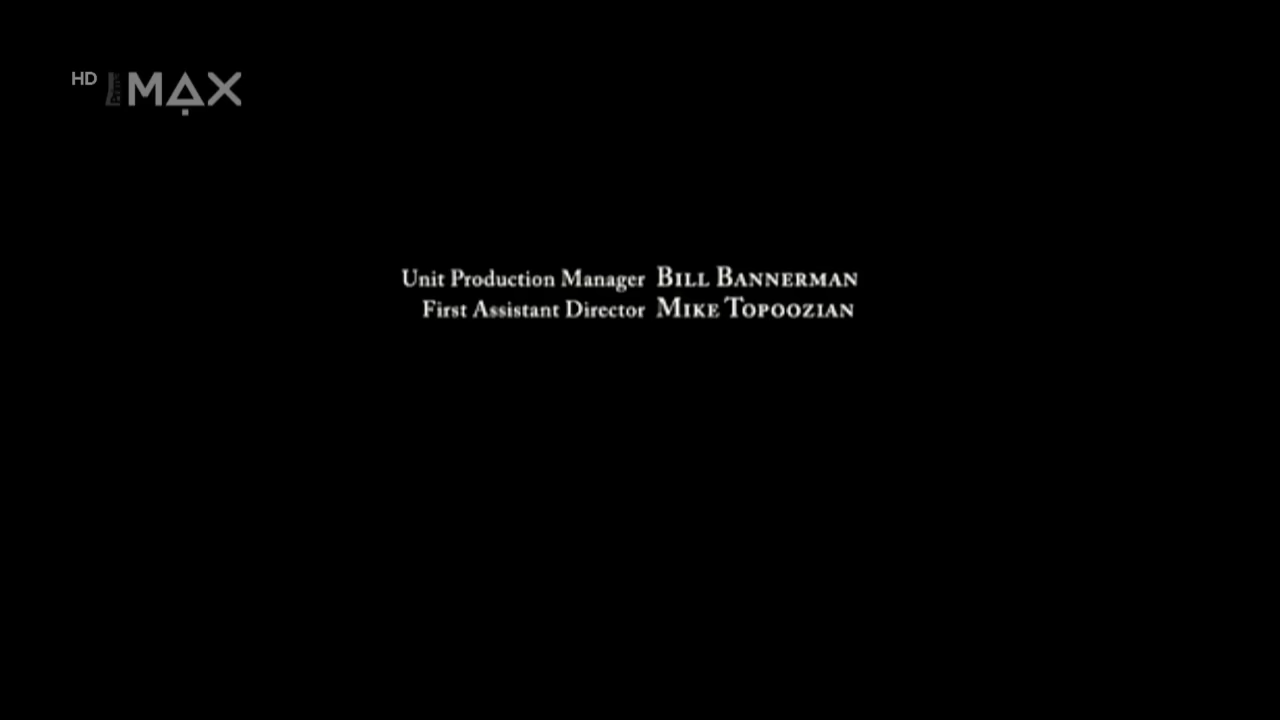 HD
MAX
Unit Production Manager BILL BANNERMAN
First Assistant Director MIKE TOPOOZIAN